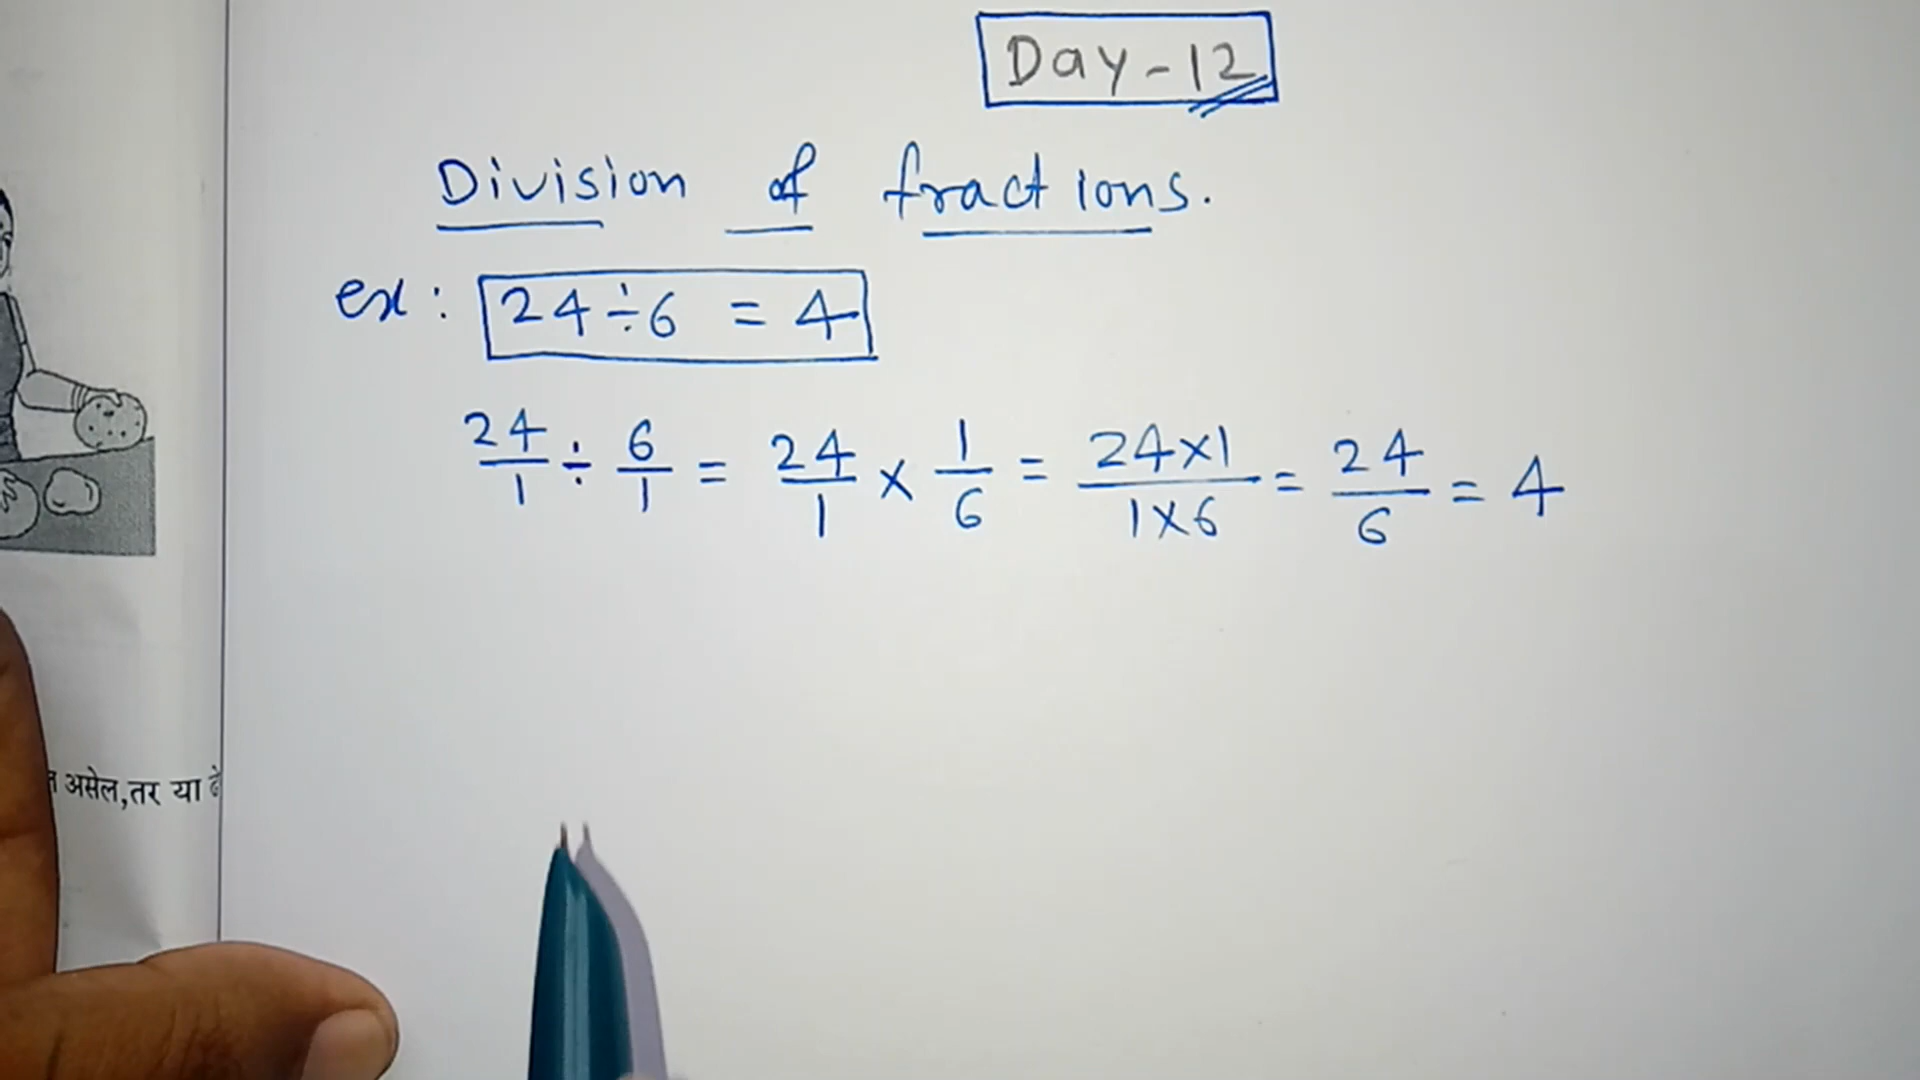 Day-12
Division of fractions.
ex: 24÷6 = 4
24/1 ÷ 6/1 = 24/1 × 1/6 = 24×1/1×6 = 24/6 = 4
असेल,तर या